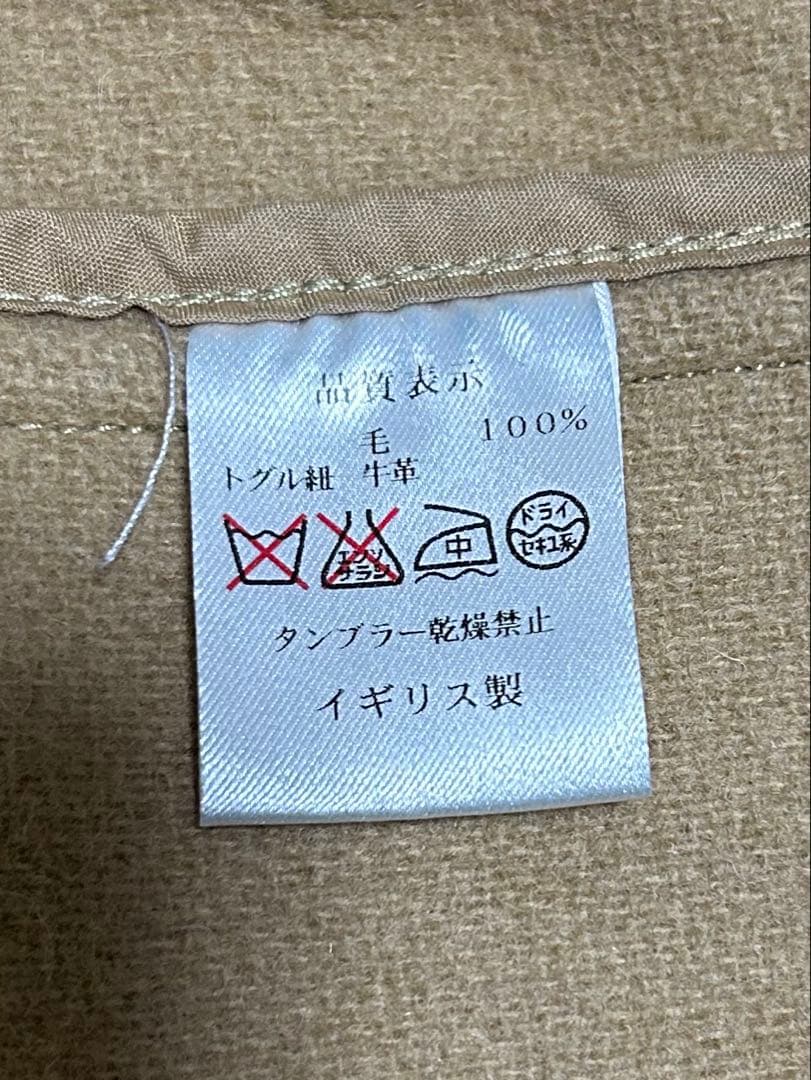 品質表示
毛 100%
トグル紐 牛革
エンソ
サラシ
中
ドライ
セキユ系
タンブラー乾燥禁止
イギリス製